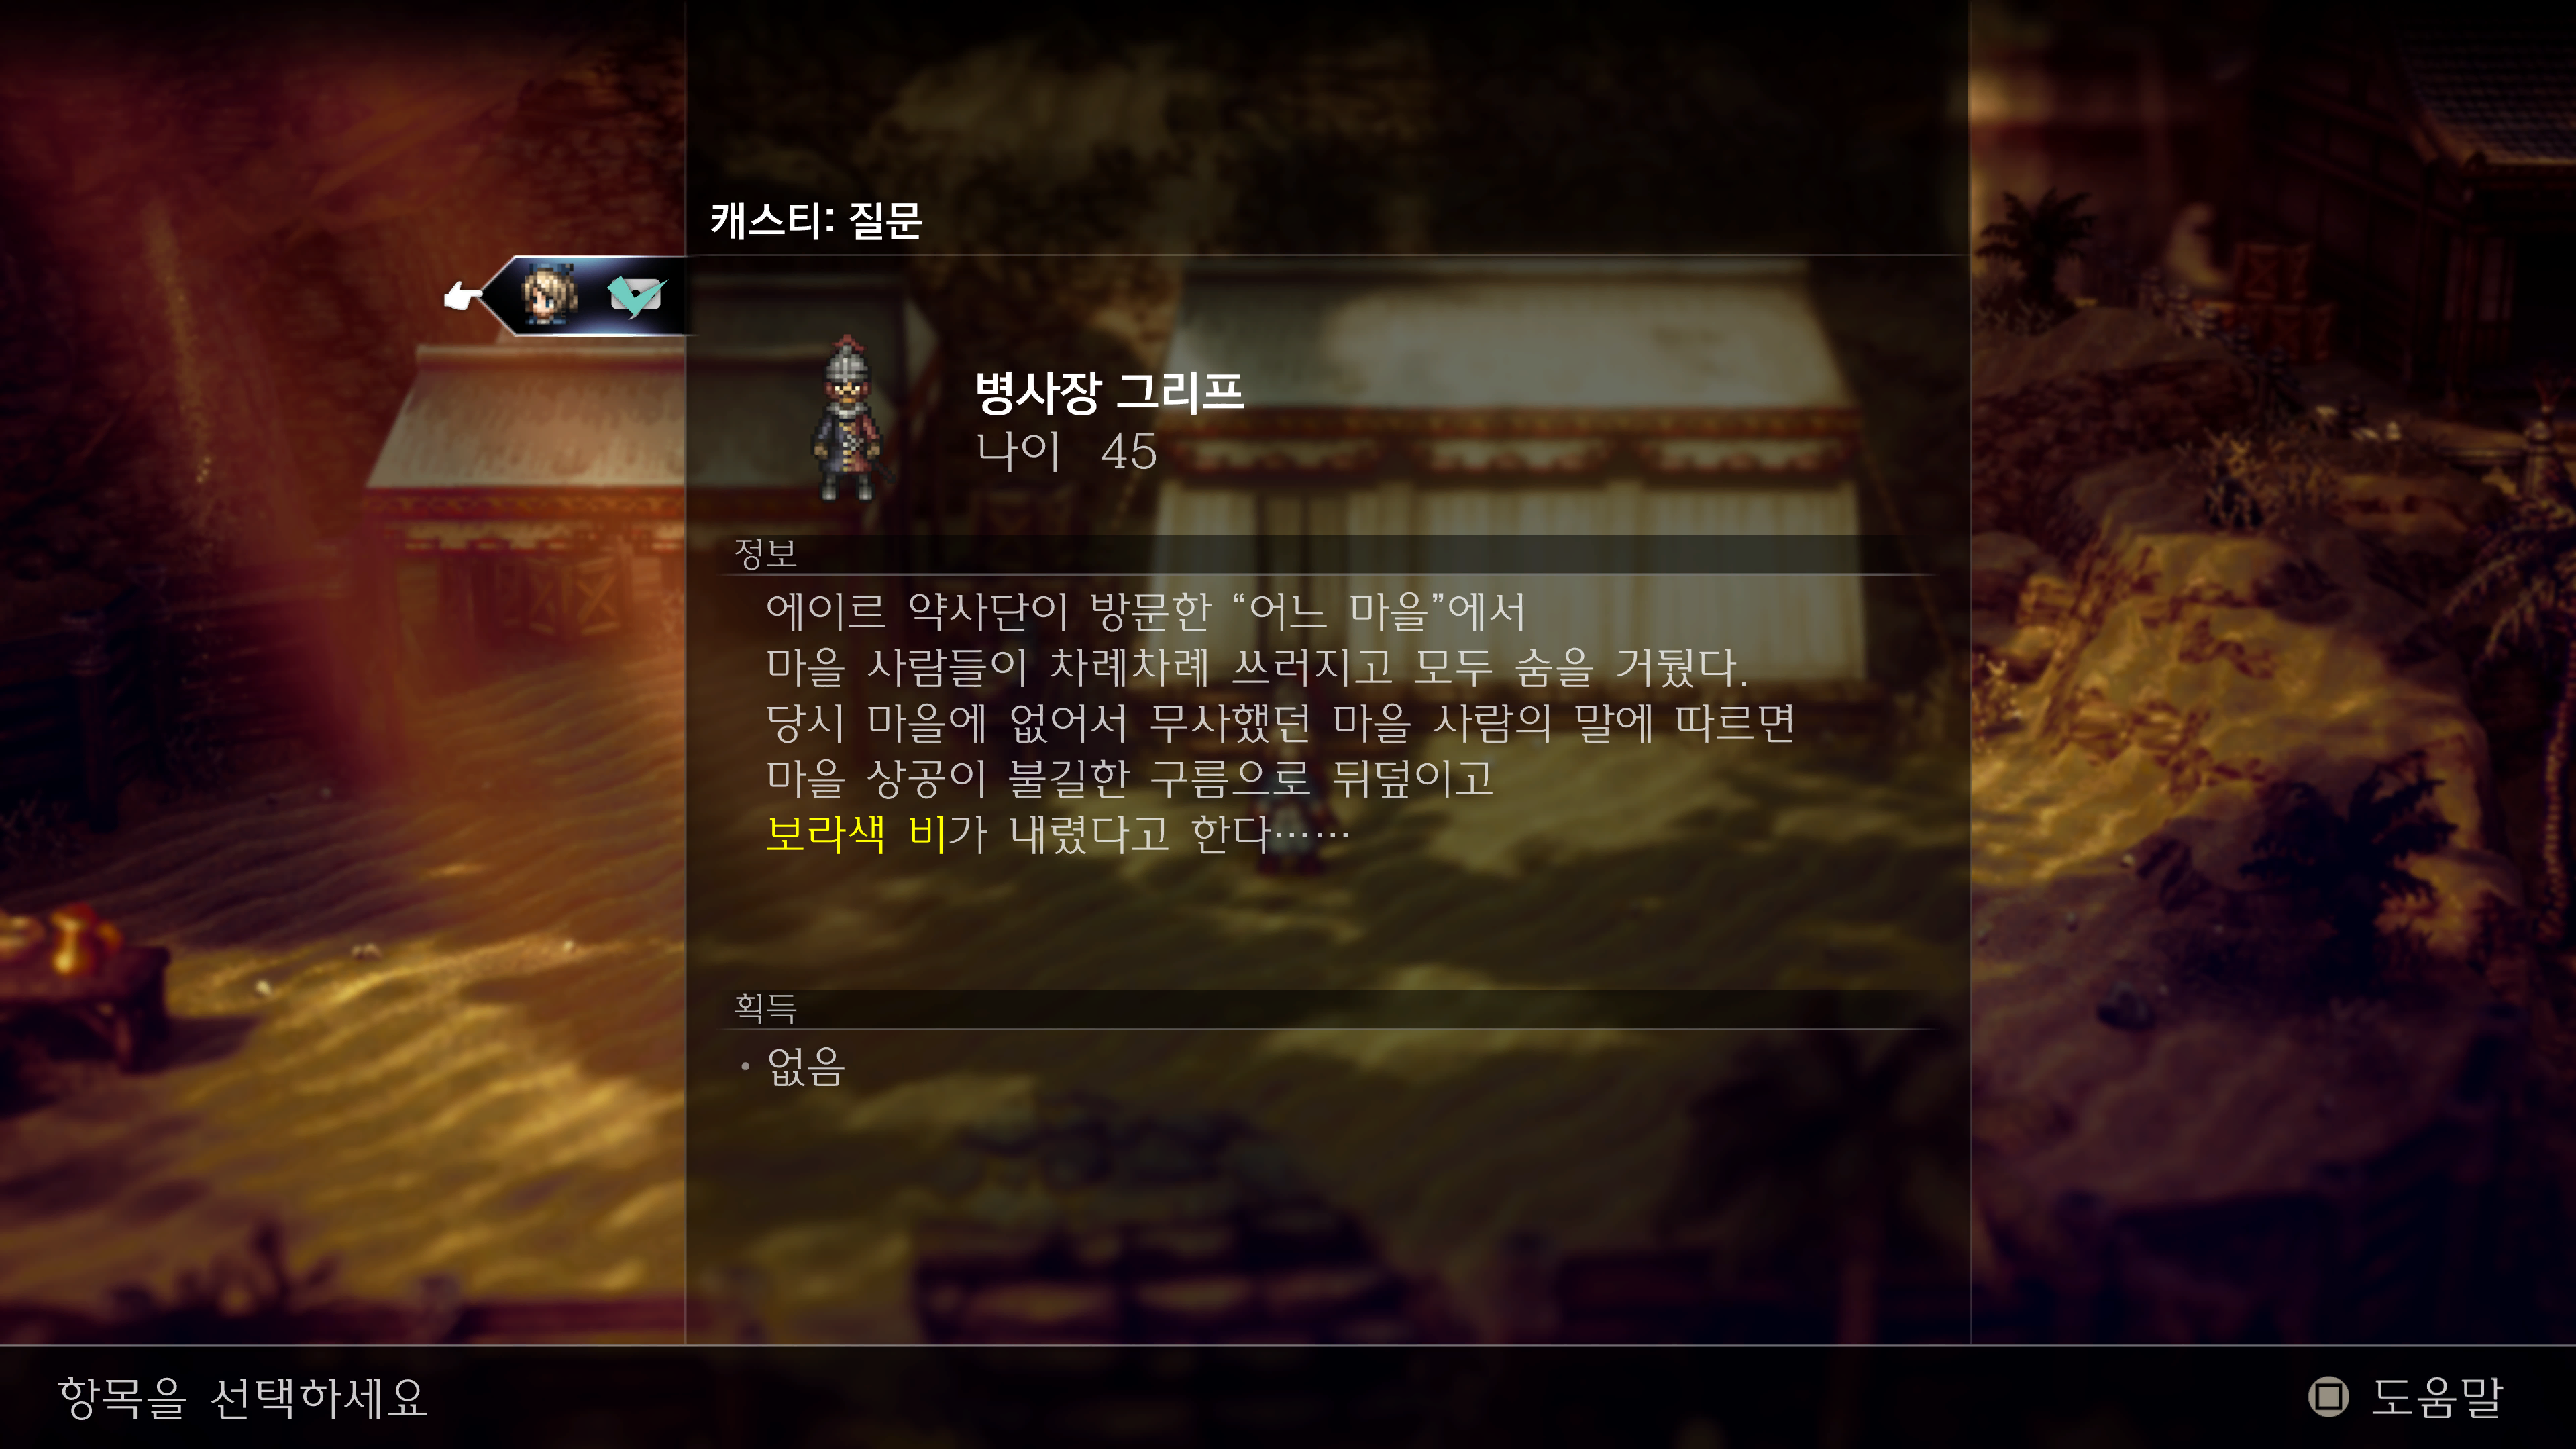 캐스티: 질문
병사장 그리프
나이 45
정보
에이르 약사단이 방문한 “어느 마을”에서
마을 사람들이 차례차례 쓰러지고 모두 숨을 거뒀다.
당시 마을에 없어서 무사했던 마을 사람의 말에 따르면
마을 상공이 불길한 구름으로 뒤덮이고
보라색 비가 내렸다고 한다……
획득
• 없음
항목을 선택하세요
도움말